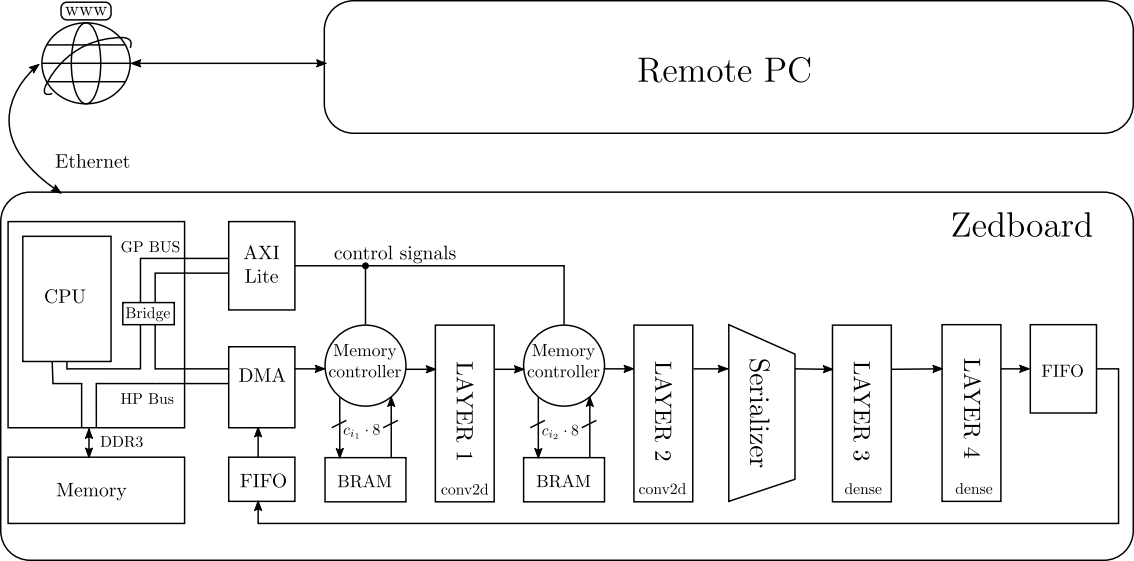 www
Remote PC
Ethernet
Zedboard
GP BUS
AXI
Lite
control signals
CPU
Bridge
Memory
controller
Memory
controller
DMA
HP Bus
LAYER 1
LAYER 2
Serializer
LAYER 3
LAYER 4
FIFO
DDR3
c_{i_1} · 8
c_{i_2} · 8
Memory
FIFO
BRAM
conv2d
BRAM
conv2d
dense
dense